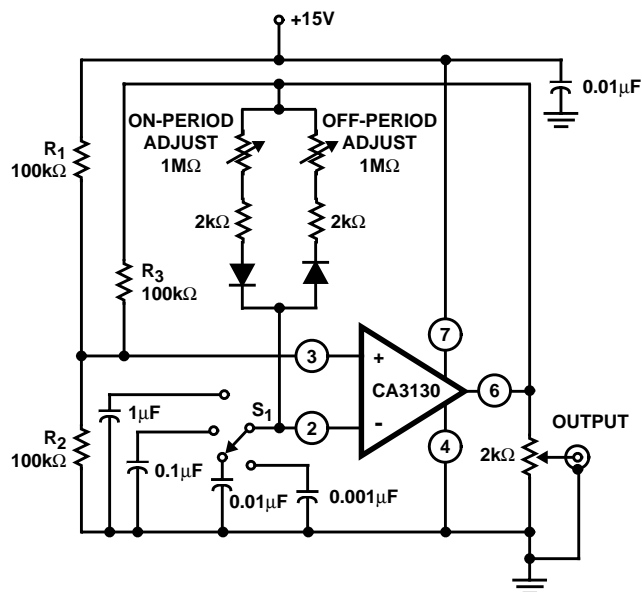 +15V
0.01μF
ON-PERIOD
ADJUST
1MΩ
OFF-PERIOD
ADJUST
1MΩ
R1
100kΩ
2kΩ
2kΩ
R3
100kΩ
7
3
+
CA3130
6
S1
2
-
4
OUTPUT
1μF
R2
100kΩ
0.1μF
0.01μF
0.001μF
2kΩ